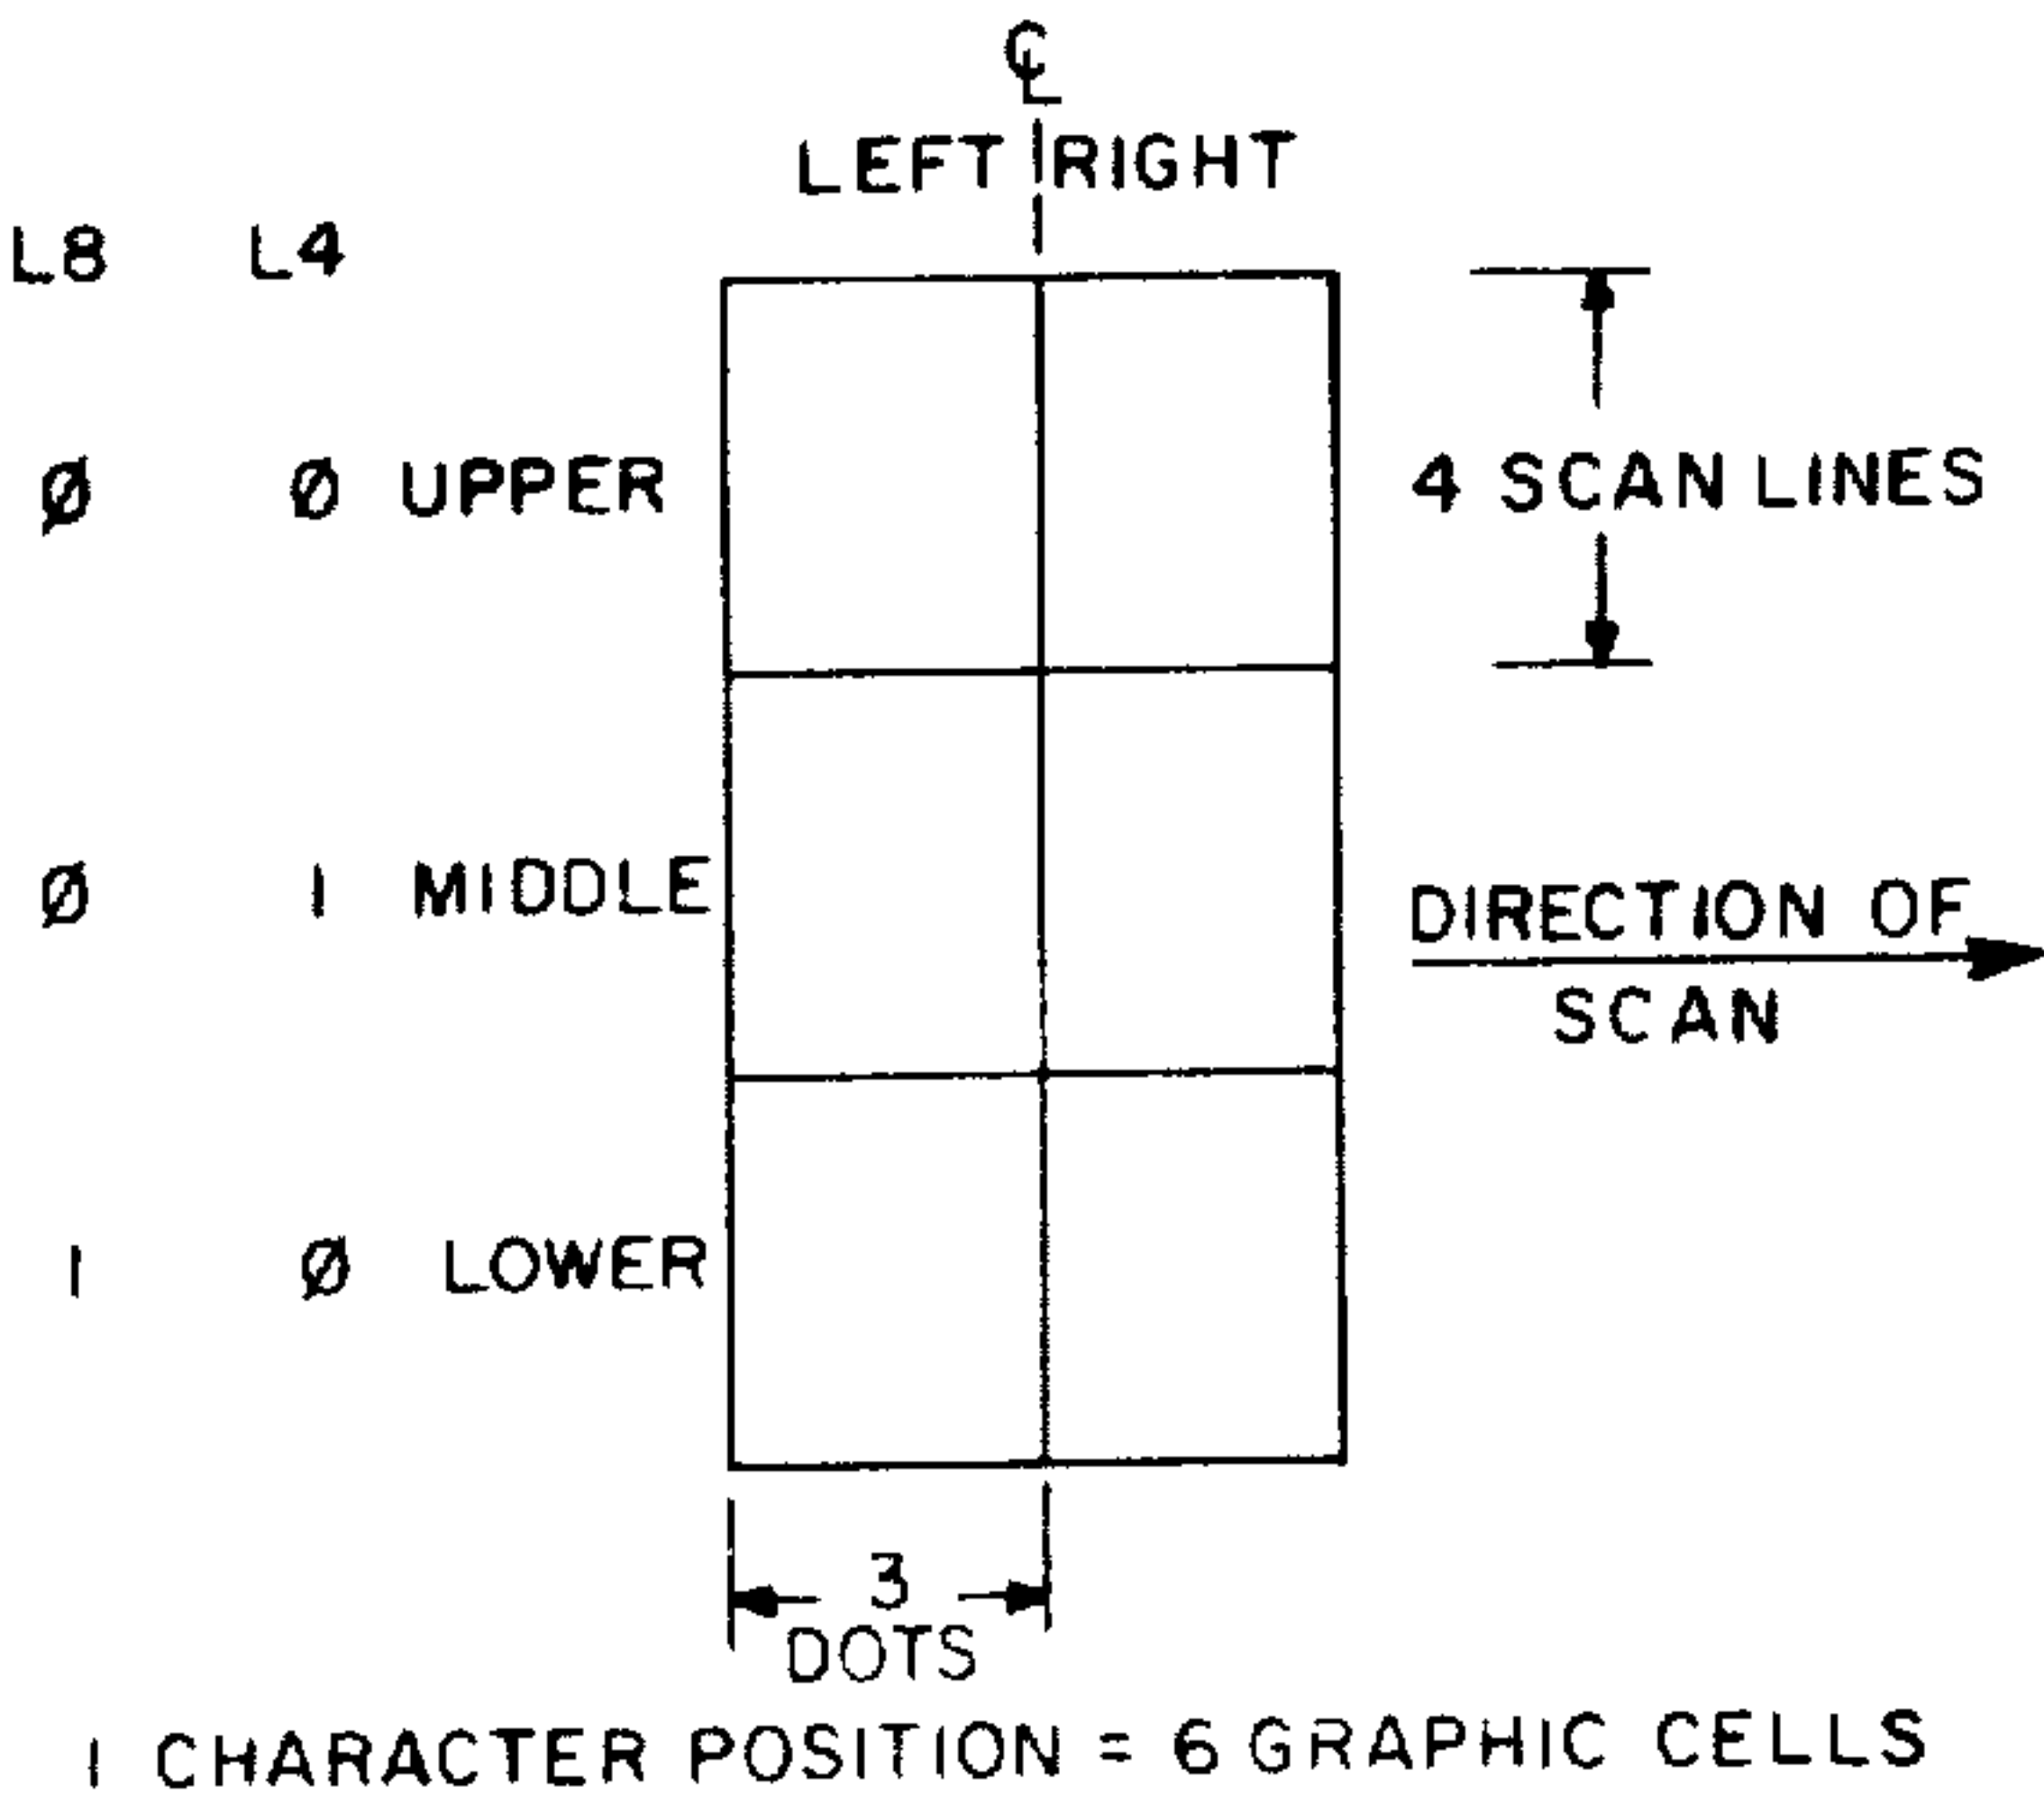 ℄
LEFT RIGHT
L8 L4
Ø Ø UPPER 4 SCAN LINES
Ø 1 MIDDLE DIRECTION OF
SCAN
1 Ø LOWER
3
DOTS
1 CHARACTER POSITION = 6 GRAPHIC CELLS